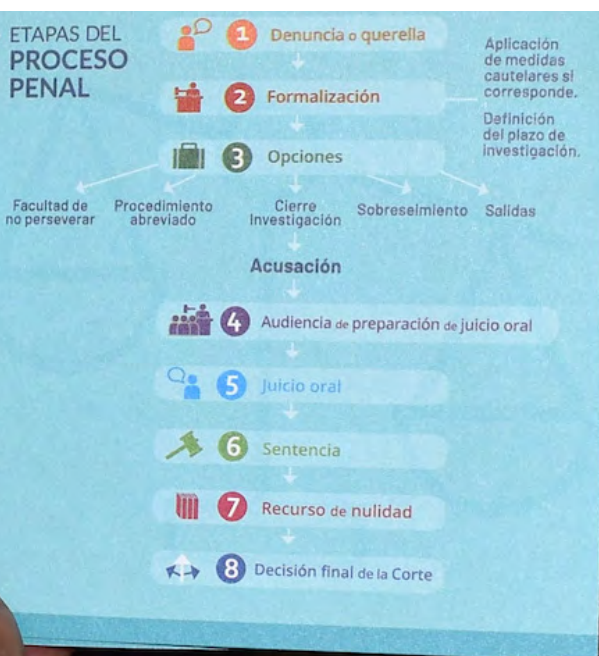 ETAPAS DEL
PROCESO
PENAL
1 Denuncia o querella
2 Formalización
Aplicación
de medidas
cautelares si
corresponde.
Definición
del plazo de
investigación.
3 Opciones
Facultad de
no perseverar
Procedimiento
abreviado
Cierre
Investigación
Sobreseimiento
Salidas
Acusación
4 Audiencia de preparación de juicio oral
5 Juicio oral
6 Sentencia
7 Recurso de nulidad
8 Decisión final de la Corte